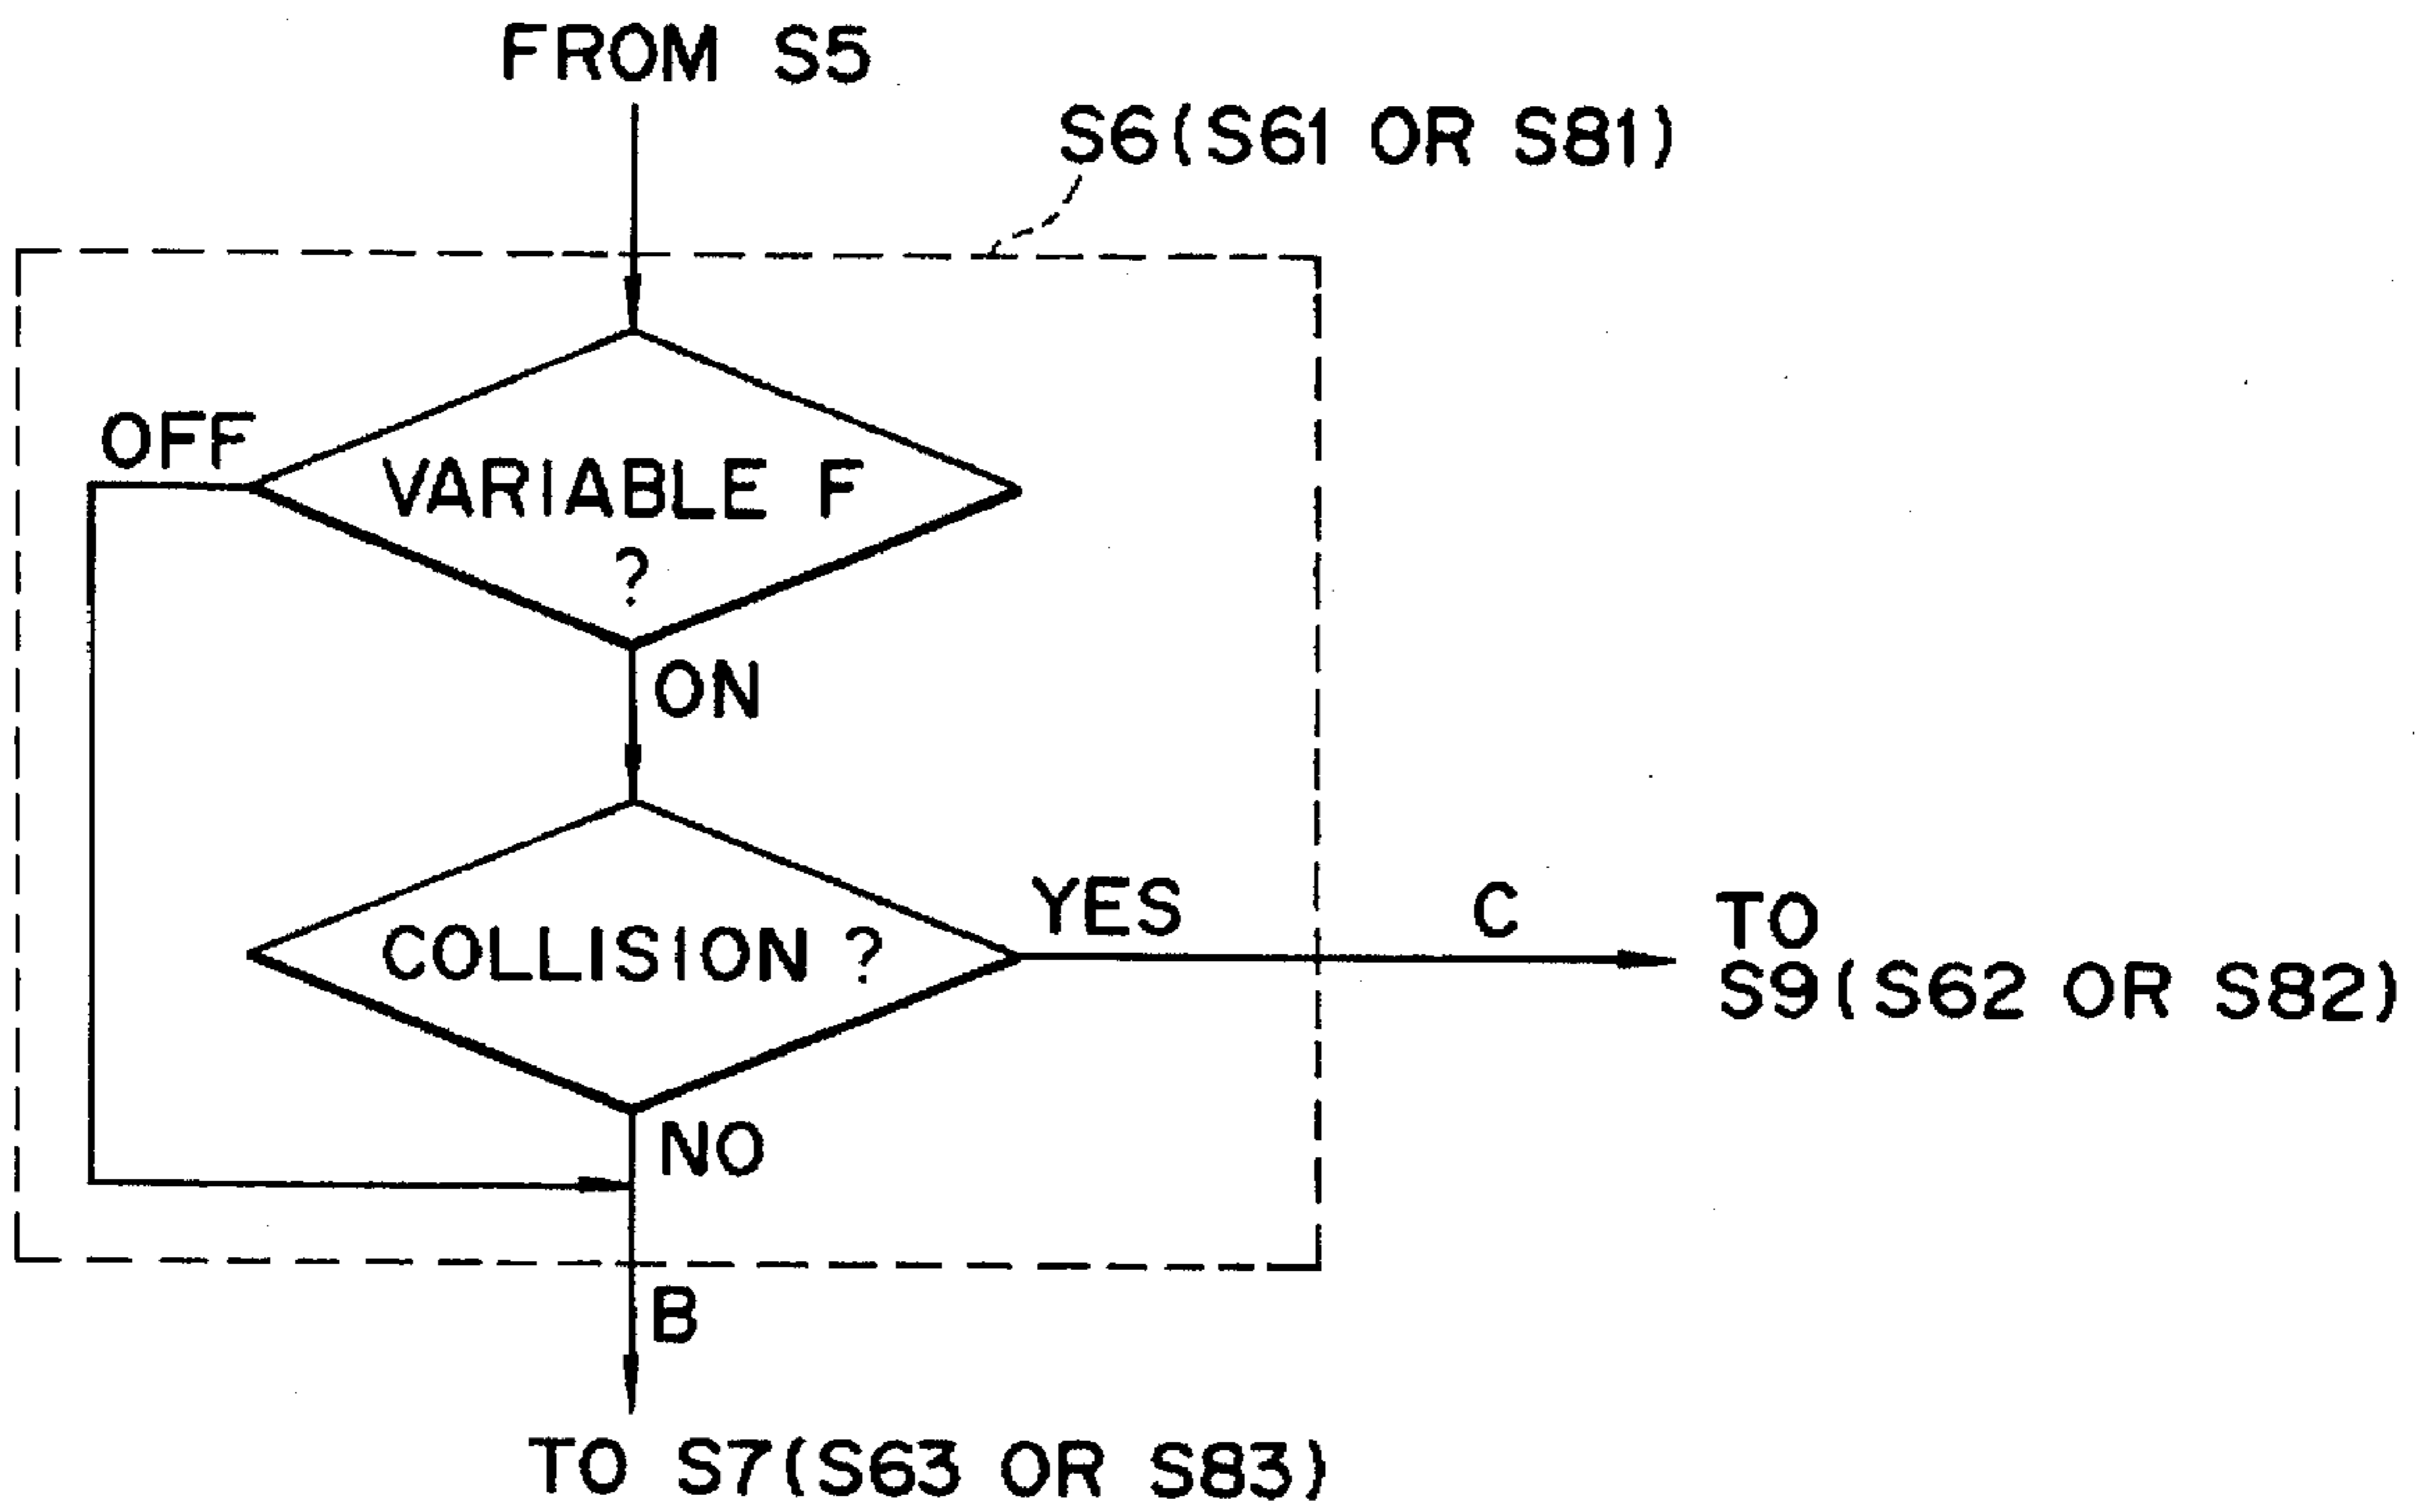 FROM S5
S6(S61 OR S81)
OFF
VARIABLE F
?
ON
COLLISION ?
YES
C
TO
S9(S62 OR S82)
NO
B
TO S7(S63 OR S83)